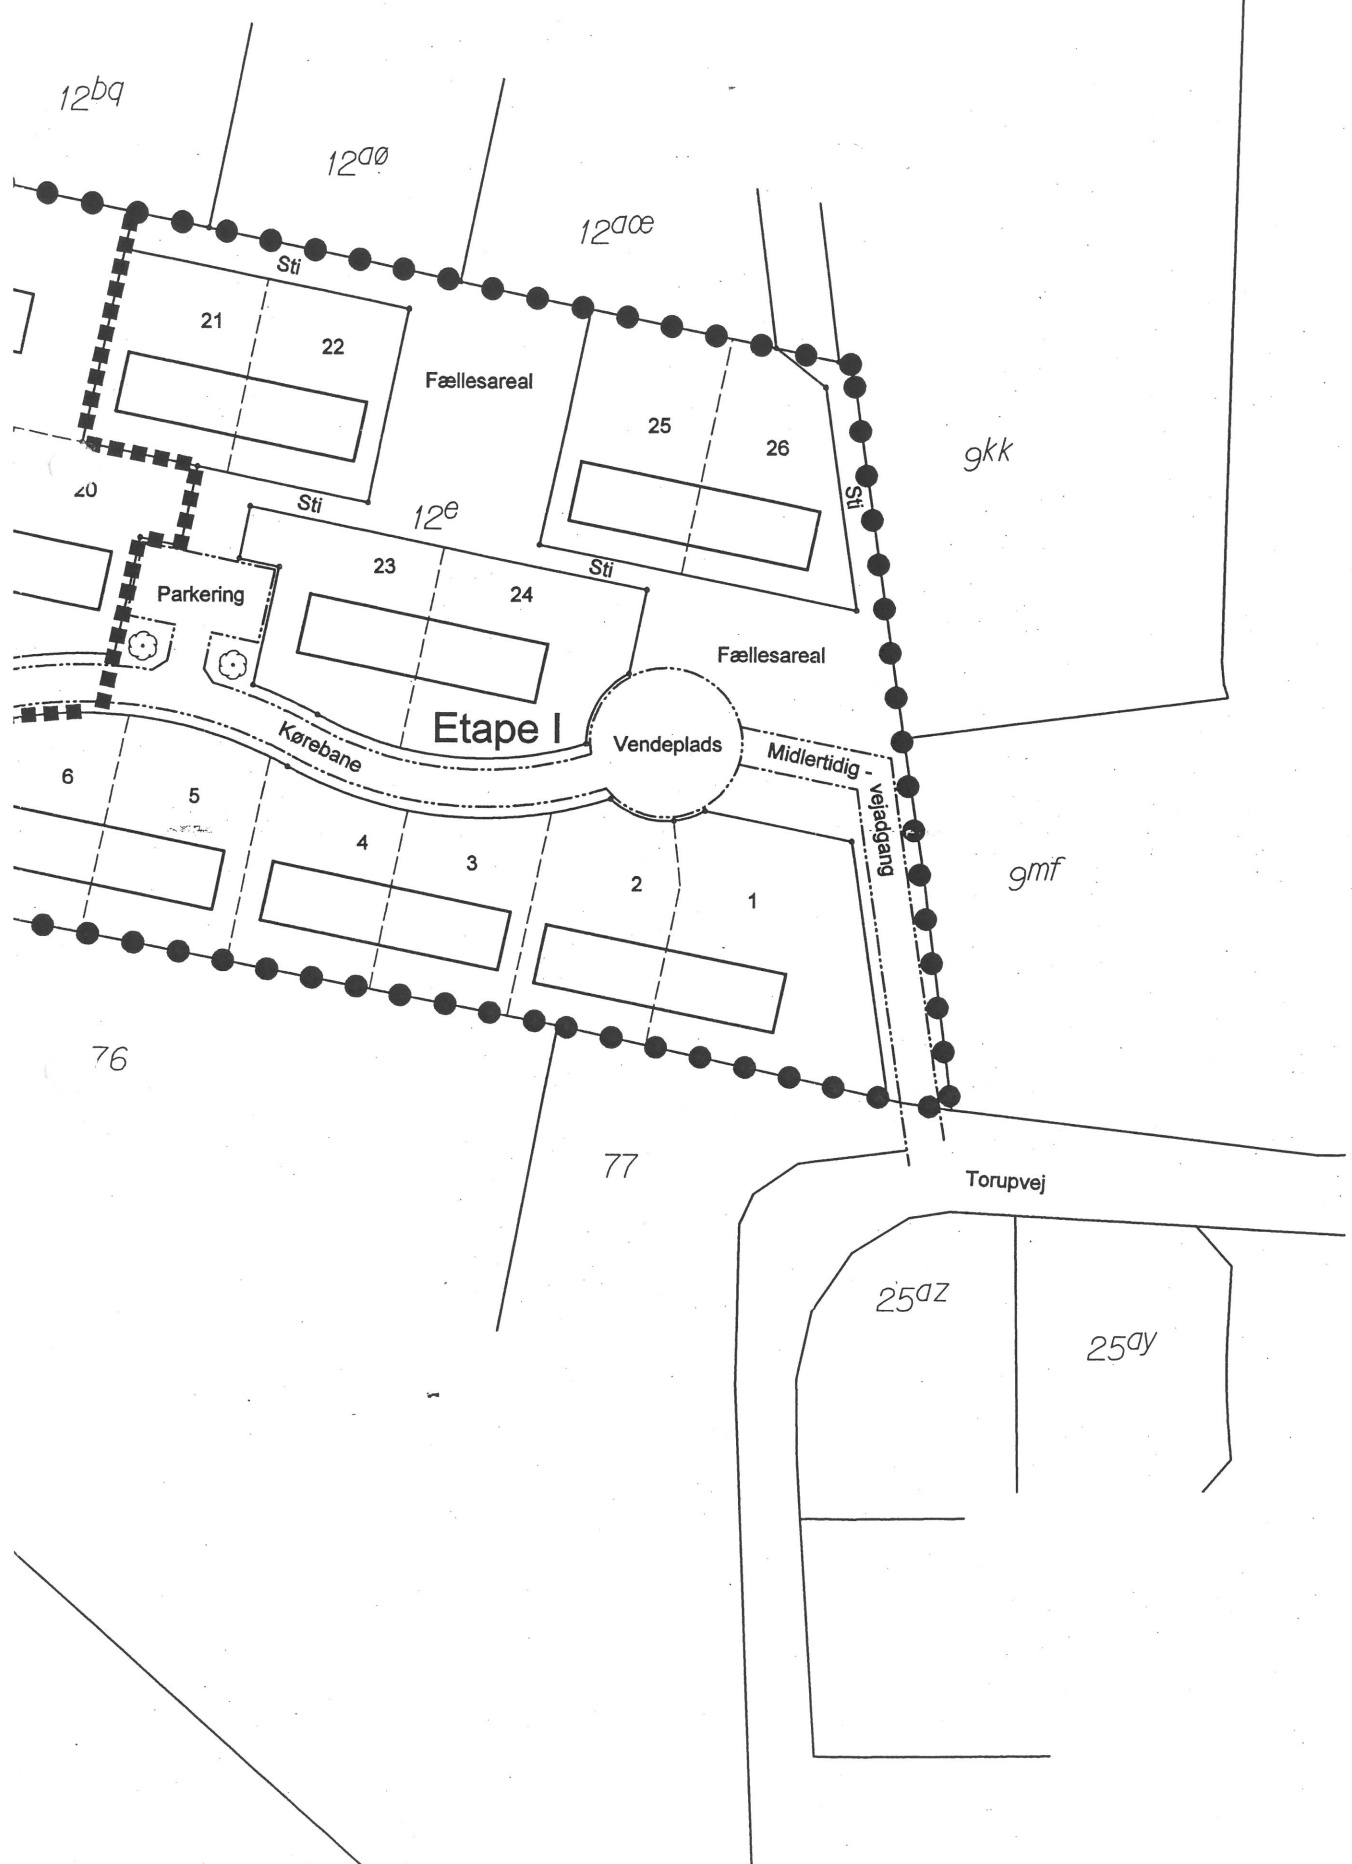 12bq
12aø
12aœ
Sti
21
22
Fællesareal
25
26
9kk
20
Sti
12e
Sti
23
24
Sti
Parkering
Fællesareal
Etape I
Kørebane
Vendeplads
Midlertidig -
vejadgang
6
5
4
3
2
1
9mf
76
77
Torupvej
25az
25ay